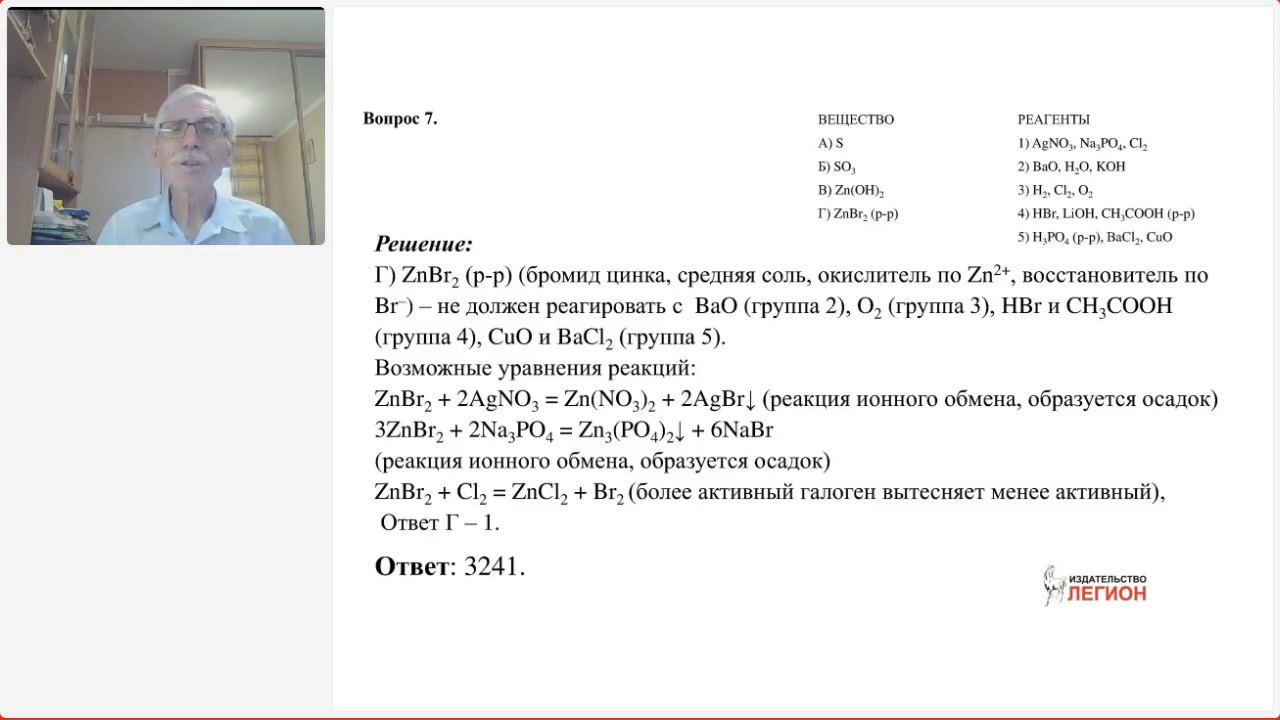 Вопрос 7.
ВЕЩЕСТВО
А) S
Б) SO₃
В) Zn(OH)₂
Г) ZnBr₂ (р-р)
РЕАГЕНТЫ
1) AgNO₃, Na₃PO₄, Cl₂
2) BaO, H₂O, KOH
3) H₂, Cl₂, O₂
4) HBr, LiOH, CH₃COOH (р-р)
5) H₃PO₄ (р-р), BaCl₂, CuO
Решение:
Г) ZnBr₂ (р-р) (бромид цинка, средняя соль, окислитель по Zn²⁺, восстановитель по
Br⁻) – не должен реагировать с BaO (группа 2), O₂ (группа 3), HBr и CH₃COOH
(группа 4), CuO и BaCl₂ (группа 5).
Возможные уравнения реакций:
ZnBr₂ + 2AgNO₃ = Zn(NO₃)₂ + 2AgBr↓ (реакция ионного обмена, образуется осадок)
3ZnBr₂ + 2Na₃PO₄ = Zn₃(PO₄)₂↓ + 6NaBr
(реакция ионного обмена, образуется осадок)
ZnBr₂ + Cl₂ = ZnCl₂ + Br₂ (более активный галоген вытесняет менее активный),
Ответ Г – 1.
Ответ: 3241.
ИЗДАТЕЛЬСТВО
ЛЕГИОН